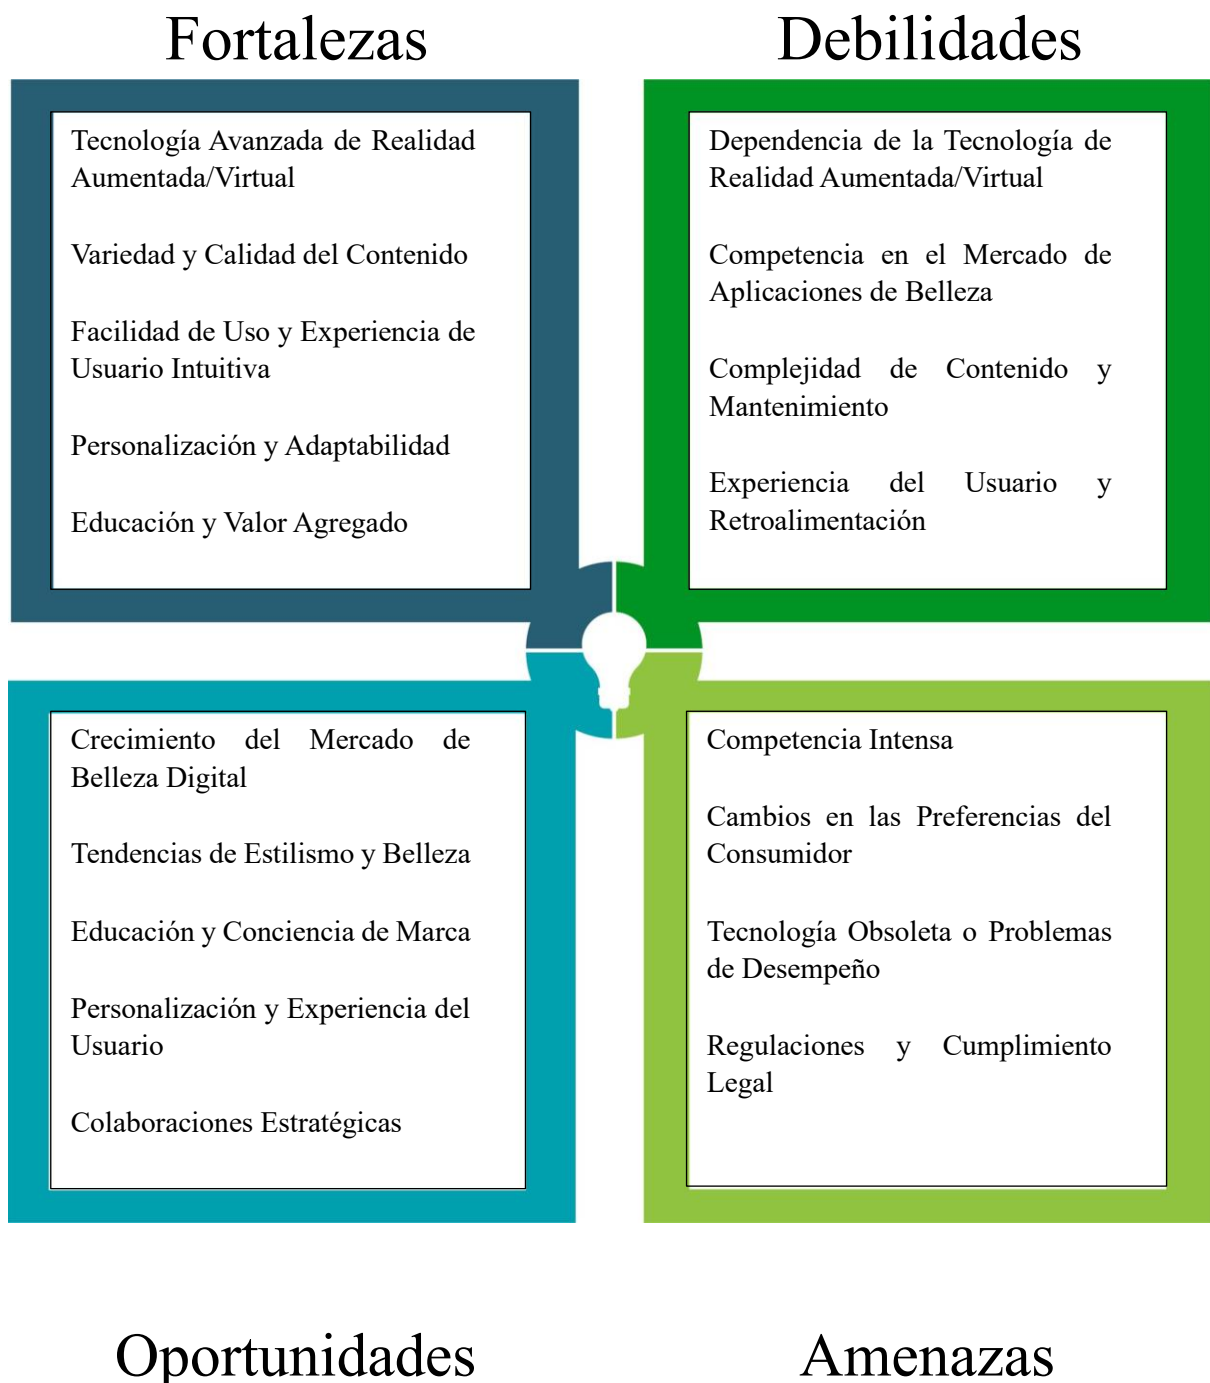 Fortalezas
Tecnología Avanzada de Realidad
Aumentada/Virtual
Variedad y Calidad del Contenido
Facilidad de Uso y Experiencia de
Usuario Intuitiva
Personalización y Adaptabilidad
Educación y Valor Agregado
Debilidades
Dependencia de la Tecnología de
Realidad Aumentada/Virtual
Competencia en el Mercado de
Aplicaciones de Belleza
Complejidad de Contenido y
Mantenimiento
Experiencia del Usuario y
Retroalimentación
Crecimiento del Mercado de
Belleza Digital
Tendencias de Estilismo y Belleza
Educación y Conciencia de Marca
Personalización y Experiencia del
Usuario
Colaboraciones Estratégicas
Oportunidades
Competencia Intensa
Cambios en las Preferencias del
Consumidor
Tecnología Obsoleta o Problemas
de Desempeño
Regulaciones y Cumplimiento
Legal
Amenazas